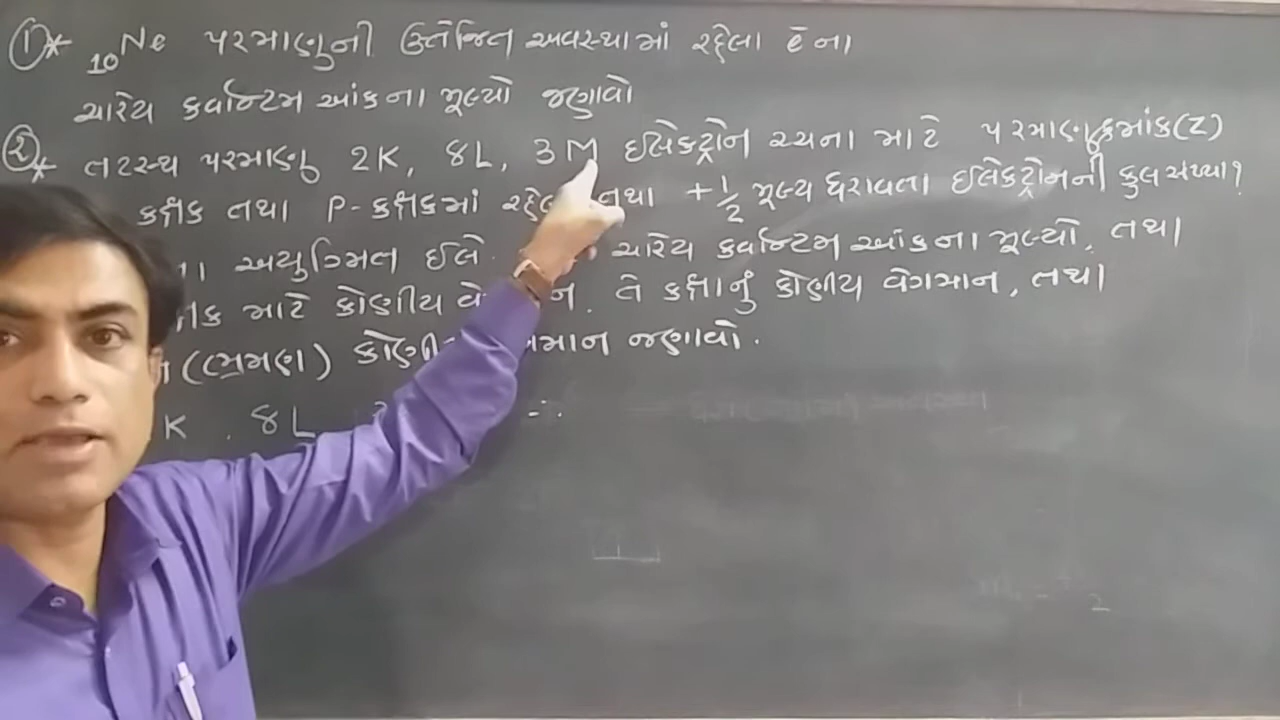 ① * ₁₀Ne પરમાણુની ઉત્તેજિત અવસ્થામાં રહેલા ē ના
ચારેય ક્વોન્ટમ આંકના મૂલ્યો જણાવો
② * તટસ્થ પરમાણુ 2K, 8L, 3M ઈલેક્ટ્રોન રચના માટે પરમાણુક્રમાંક(Z)
કક્ષક તથા P-કક્ષકમાં તથા + 1/2 મૂલ્ય ધરાવતા ઈલેક્ટ્રોનની કુલ સંખ્યા?
અયુગ્મિત ઈલે. ચારેય ક્વોન્ટમ આંકના મૂલ્યો, તથા
માટે કોણીય તે કક્ષાનું કોણીય વેગમાન, તથા
(ભ્રમણ) જણાવો.
K, 8L